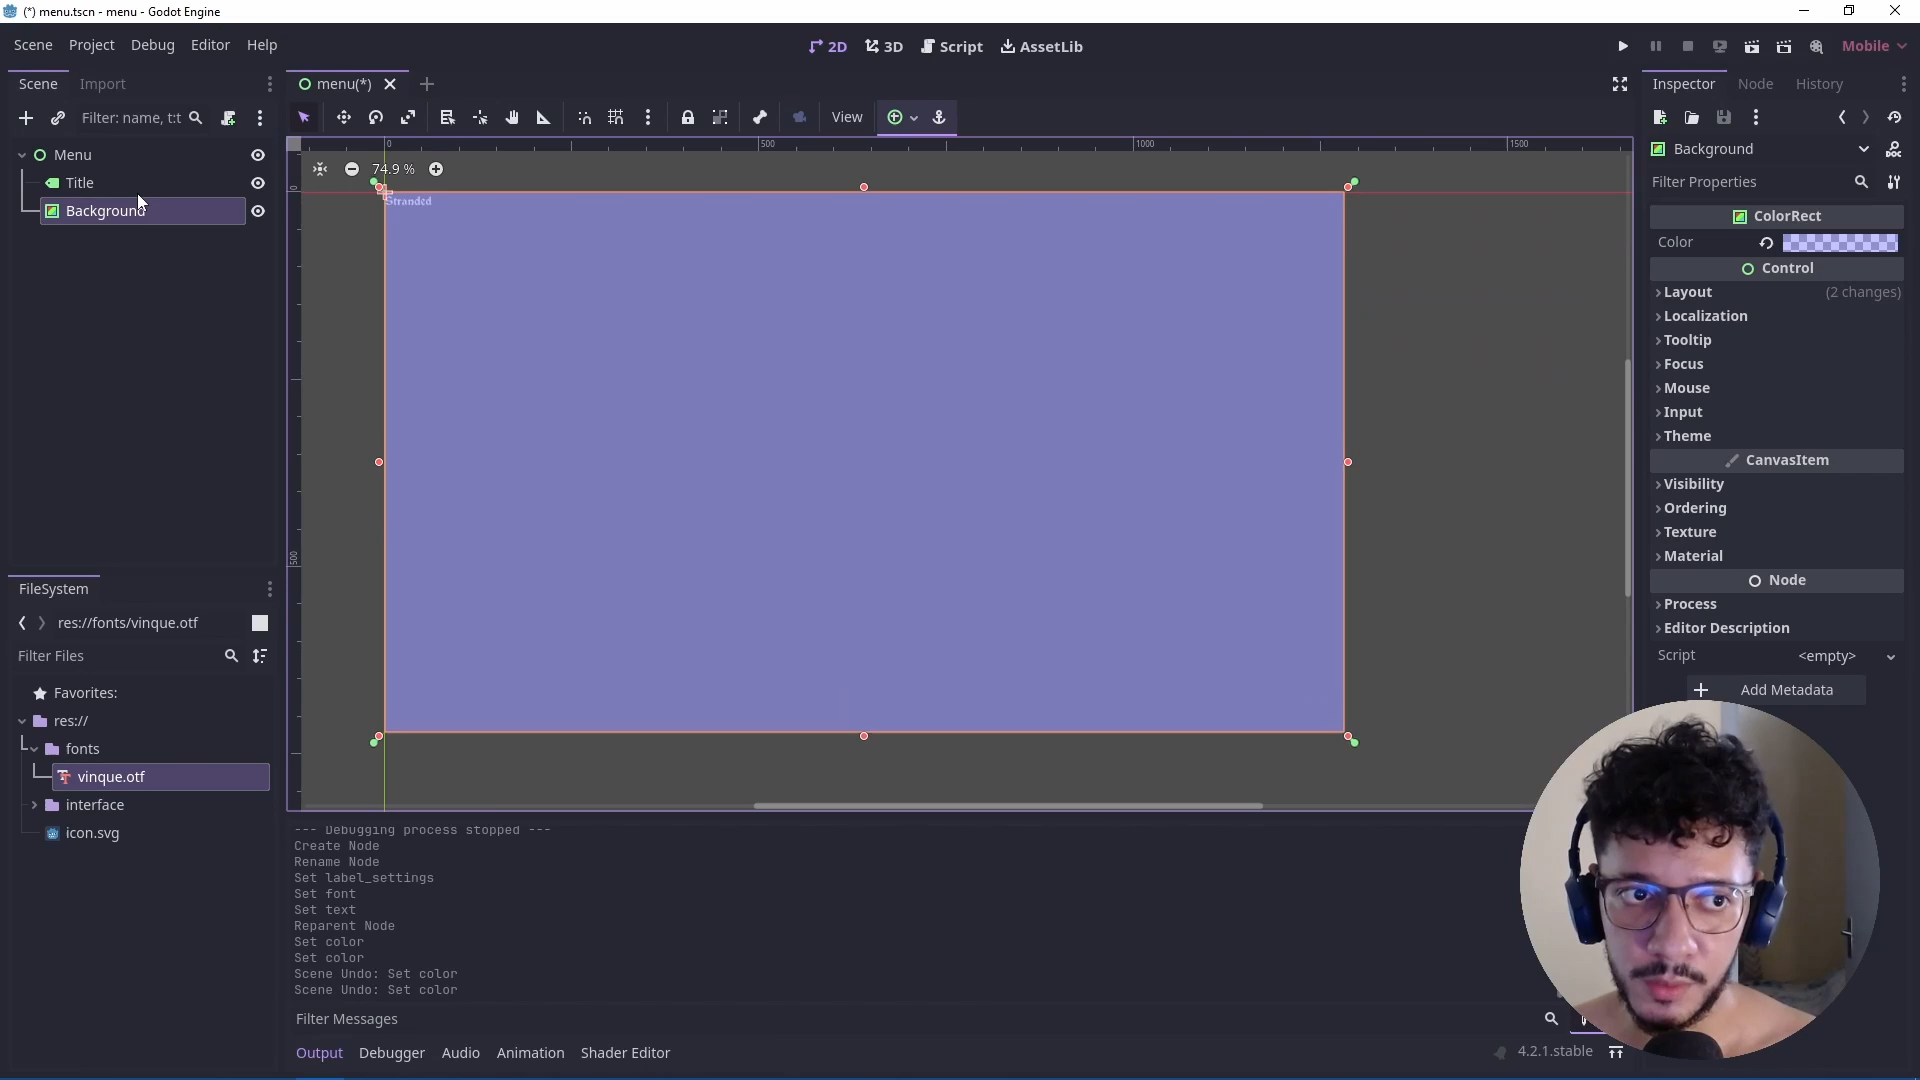 (*) menu.tscn - menu - Godot Engine
Scene Project Debug Editor Help
2D 3D Script AssetLib
Mobile
Scene Import
menu(*)
Inspector Node History
Filter: name, t:t
View
Background
Filter Properties
Menu
Title
Background
0 500 1000 1500
0
500
74.9 %
Stranded
ColorRect
Color
Control
Layout (2 changes)
Localization
Tooltip
Focus
Mouse
Input
Theme
CanvasItem
Visibility
Ordering
Texture
Material
Node
Process
Editor Description
Script <empty>
Add Metadata
FileSystem
res://fonts/vinque.otf
Filter Files
Favorites:
res://
fonts
vinque.otf
interface
icon.svg
--- Debugging process stopped ---
Create Node
Rename Node
Set label_settings
Set font
Set text
Reparent Node
Set color
Set color
Scene Undo: Set color
Scene Undo: Set color
Filter Messages
Output Debugger Audio Animation Shader Editor
4.2.1.stable